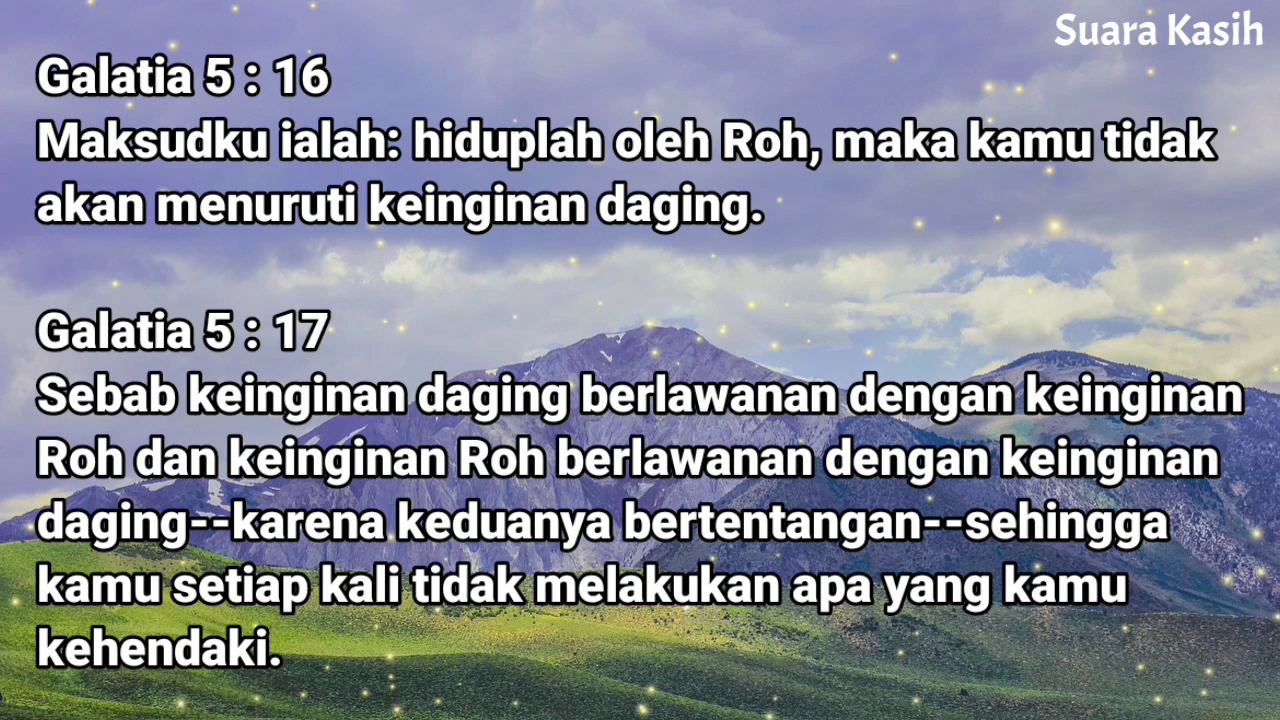 Suara Kasih
Galatia 5 : 16
Maksudku ialah: hiduplah oleh Roh, maka kamu tidak
akan menuruti keinginan daging.
Galatia 5 : 17
Sebab keinginan daging berlawanan dengan keinginan
Roh dan keinginan Roh berlawanan dengan keinginan
daging--karena keduanya bertentangan--sehingga
kamu setiap kali tidak melakukan apa yang kamu
kehendaki.